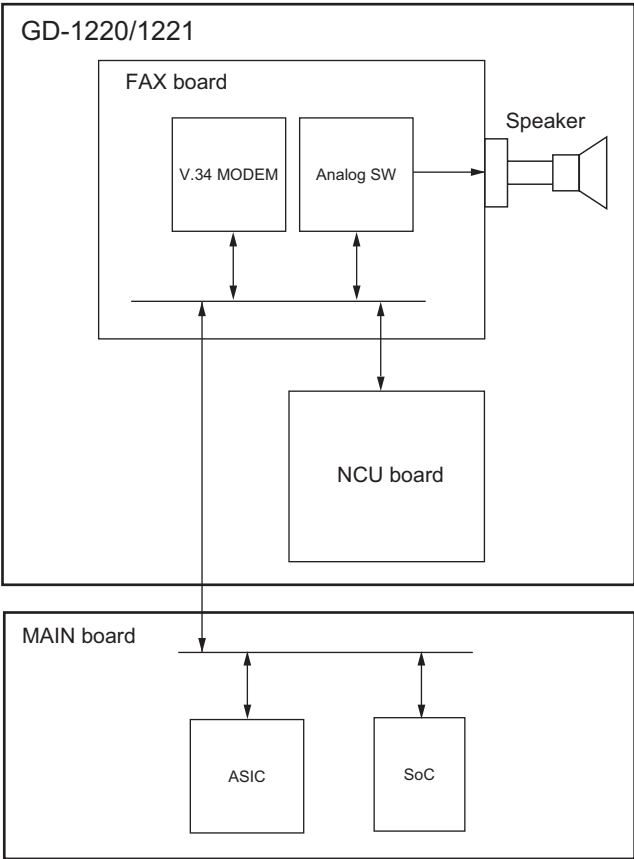 GD-1220/1221
FAX board
Speaker
V.34 MODEM
Analog SW
NCU board
MAIN board
ASIC
SoC